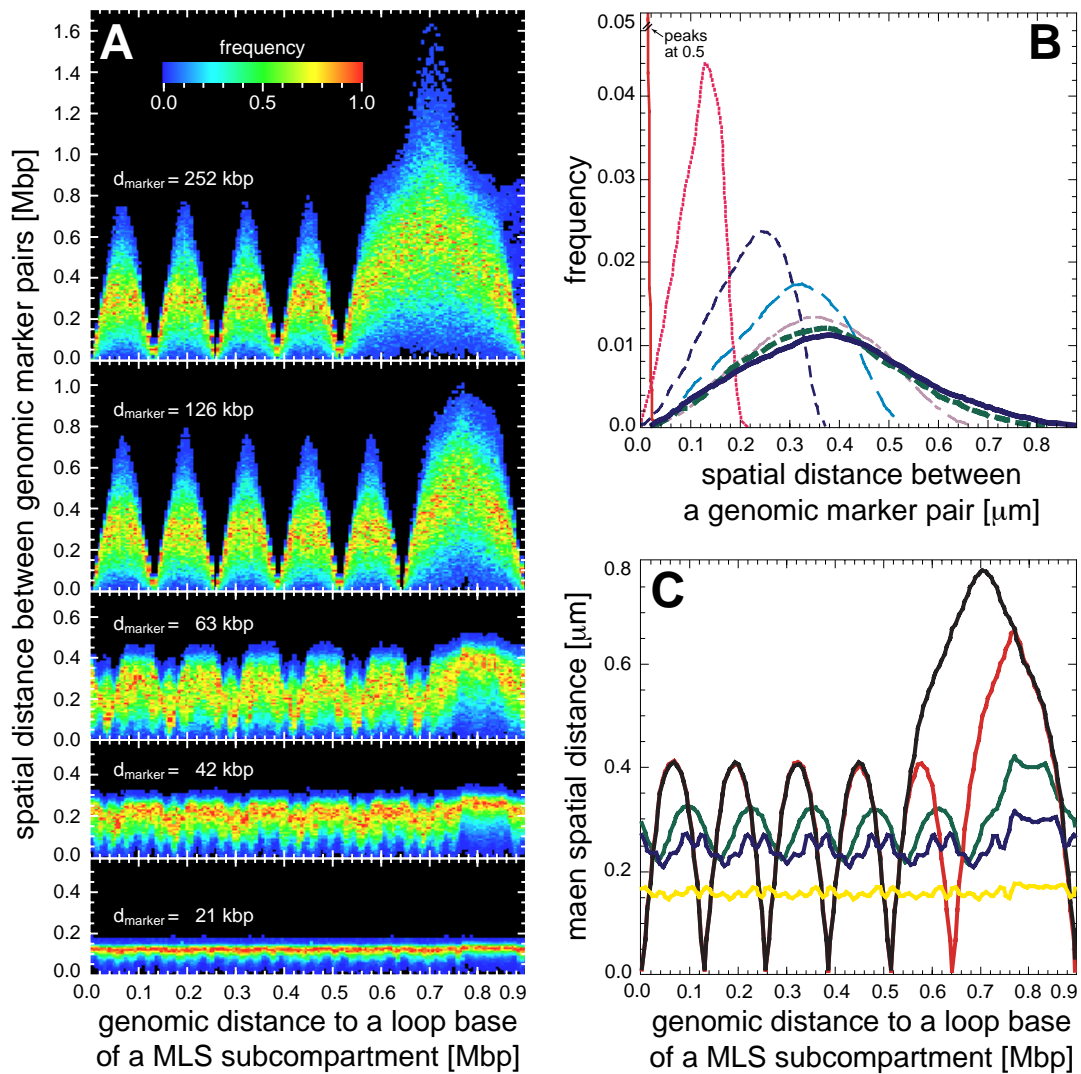 A
frequency
0.0 0.5 1.0
spatial distance between genomic marker pairs [Mbp]
1.6
1.4
1.2
1.0
0.8
0.6
0.4
0.2
0.0
d_marker = 252 kbp
1.0
0.8
0.6
0.4
0.2
0.0
d_marker = 126 kbp
0.6
0.4
0.2
0.0
d_marker = 63 kbp
0.4
0.2
0.0
d_marker = 42 kbp
0.4
0.2
0.0
d_marker = 21 kbp
0.0 0.1 0.2 0.3 0.4 0.5 0.6 0.7 0.8 0.9
genomic distance to a loop base
of a MLS subcompartment [Mbp]
B
peaks
at 0.5
frequency
0.05
0.04
0.03
0.02
0.01
0.0
0.0 0.1 0.2 0.3 0.4 0.5 0.6 0.7 0.8
spatial distance between
a genomic marker pair [μm]
C
maen spatial distance [μm]
0.8
0.6
0.4
0.2
0.0
0.0 0.1 0.2 0.3 0.4 0.5 0.6 0.7 0.8 0.9
genomic distance to a loop base
of a MLS subcompartment [Mbp]